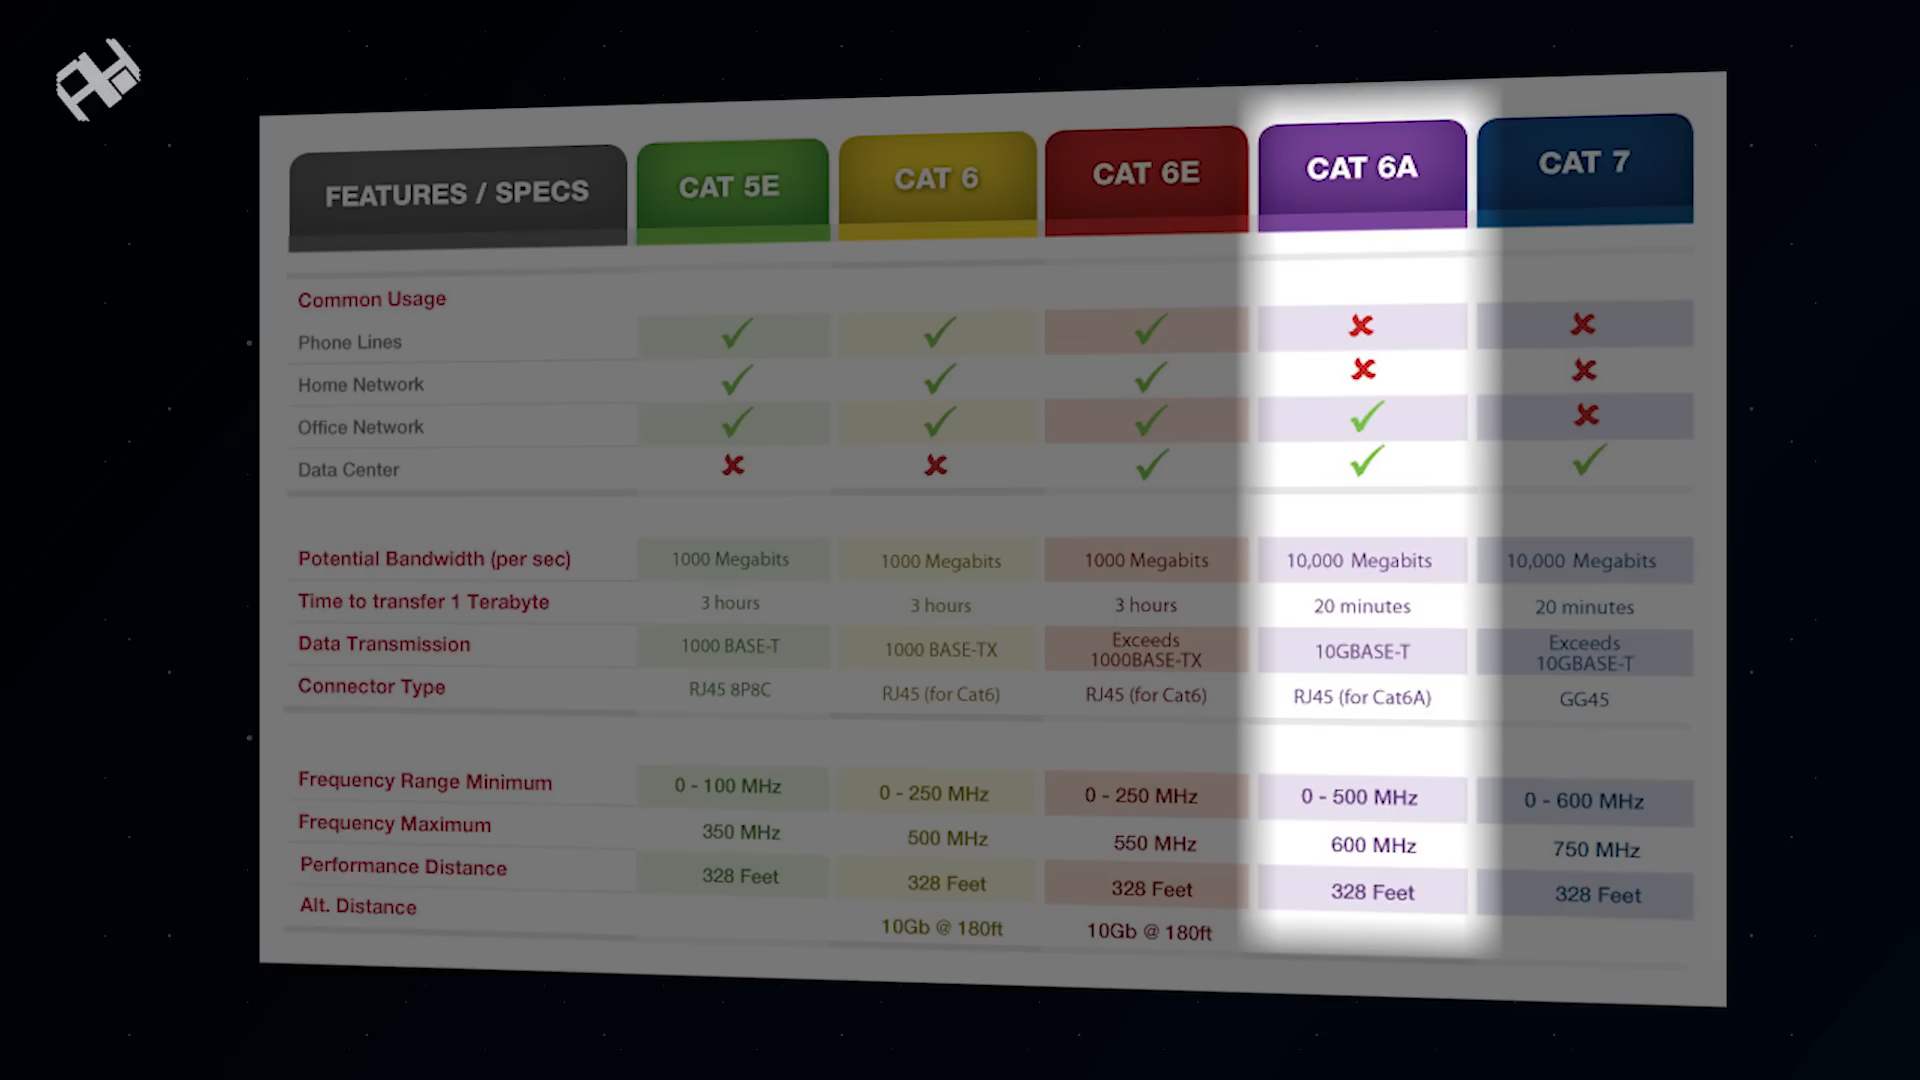 FEATURES / SPECS CAT 5E CAT 6 CAT 6E CAT 6A CAT 7
Common Usage
Phone Lines
Home Network
Office Network
Data Center
Potential Bandwidth (per sec) 1000 Megabits 1000 Megabits 1000 Megabits 10,000 Megabits 10,000 Megabits
Time to transfer 1 Terabyte 3 hours 3 hours 3 hours 20 minutes 20 minutes
Data Transmission 1000 BASE-T 1000 BASE-TX Exceeds 1000BASE-TX 10GBASE-T Exceeds 10GBASE-T
Connector Type RJ45 8P8C RJ45 (for Cat6) RJ45 (for Cat6) RJ45 (for Cat6A) GG45
Frequency Range Minimum 0 - 100 MHz 0 - 250 MHz 0 - 250 MHz 0 - 500 MHz 0 - 600 MHz
Frequency Maximum 350 MHz 500 MHz 550 MHz 600 MHz 750 MHz
Performance Distance 328 Feet 328 Feet 328 Feet 328 Feet 328 Feet
Alt. Distance 10Gb @ 180ft 10Gb @ 180ft